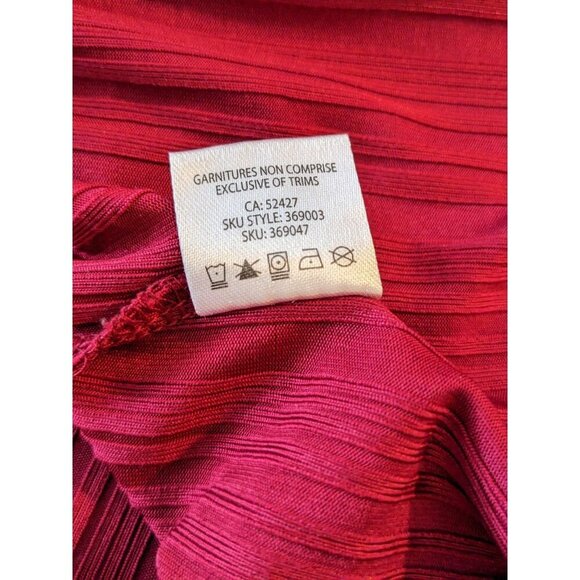 GARNITURES NON COMPRISE
EXCLUSIVE OF TRIMS
CA: 52427
SKU STYLE: 369003
SKU: 369047